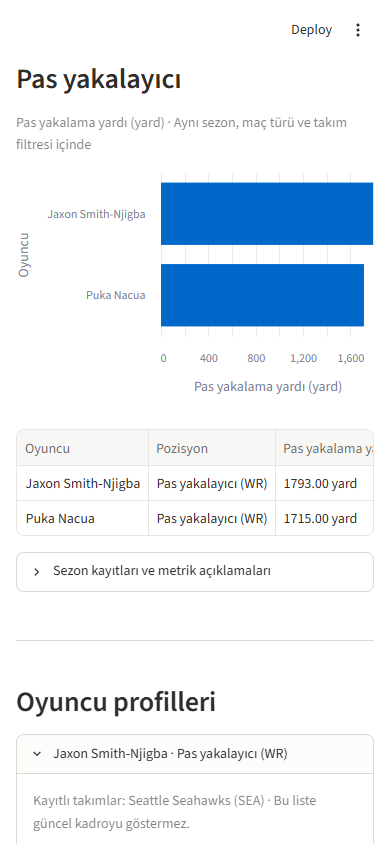 Deploy
Pas yakalayıcı
Pas yakalama yardı (yard) · Aynı sezon, maç türü ve takım
filtresi içinde
Oyuncu
Jaxon Smith-Njigba
Puka Nacua
0 400 800 1,200 1,600
Pas yakalama yardı (yard)
Oyuncu Pozisyon Pas yakalama
Jaxon Smith-Njigba Pas yakalayıcı (WR) 1793.00 yard
Puka Nacua Pas yakalayıcı (WR) 1715.00 yard
Sezon kayıtları ve metrik açıklamaları
Oyuncu profilleri
Jaxon Smith-Njigba · Pas yakalayıcı (WR)
Kayıtlı takımlar: Seattle Seahawks (SEA) · Bu liste
güncel kadroyu göstermez.